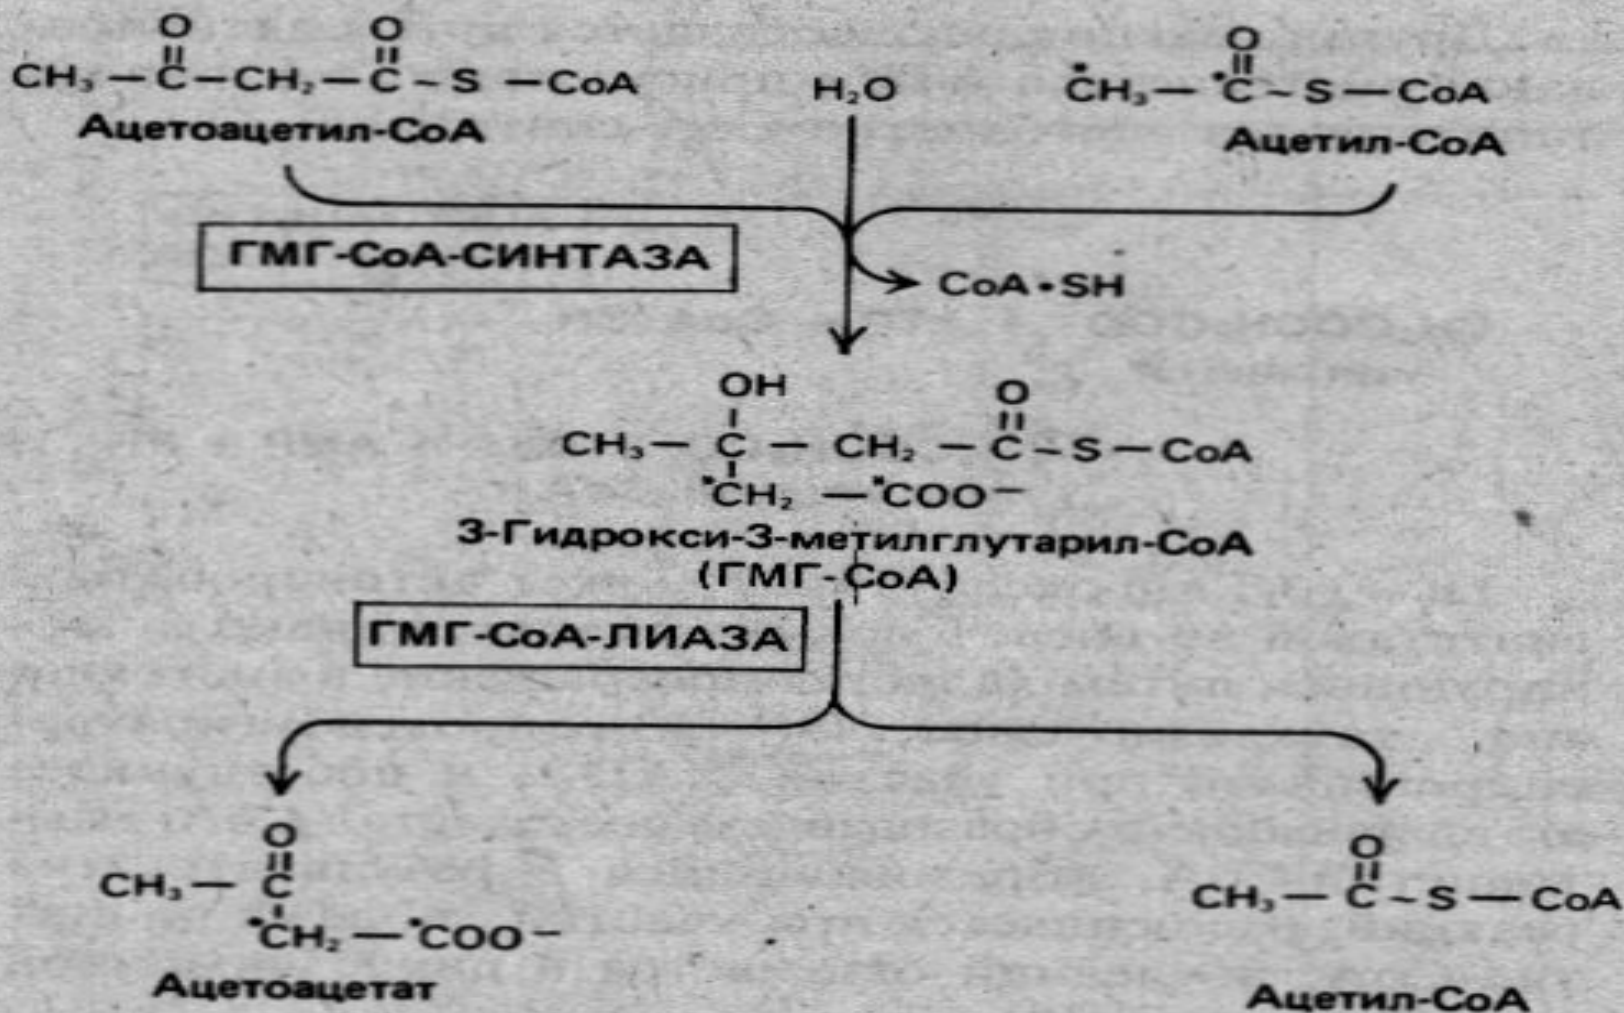 O O O
CH₃ — C — CH₂ — C ~ S — CoA H₂O •CH₃ — •C ~ S — CoA
Ацетоацетил-CoA Ацетил-CoA
ГМГ-CoA-СИНТАЗА
CoA • SH
OH O
CH₃ — C — CH₂ — C ~ S — CoA
•CH₂ — •COO⁻
3-Гидрокси-3-метилглутарил-CoA
(ГМГ-CoA)
ГМГ-CoA-ЛИАЗА
O O
CH₃ — C CH₃ — C ~ S — CoA
•CH₂ — •COO⁻
Ацетоацетат Ацетил-CoA